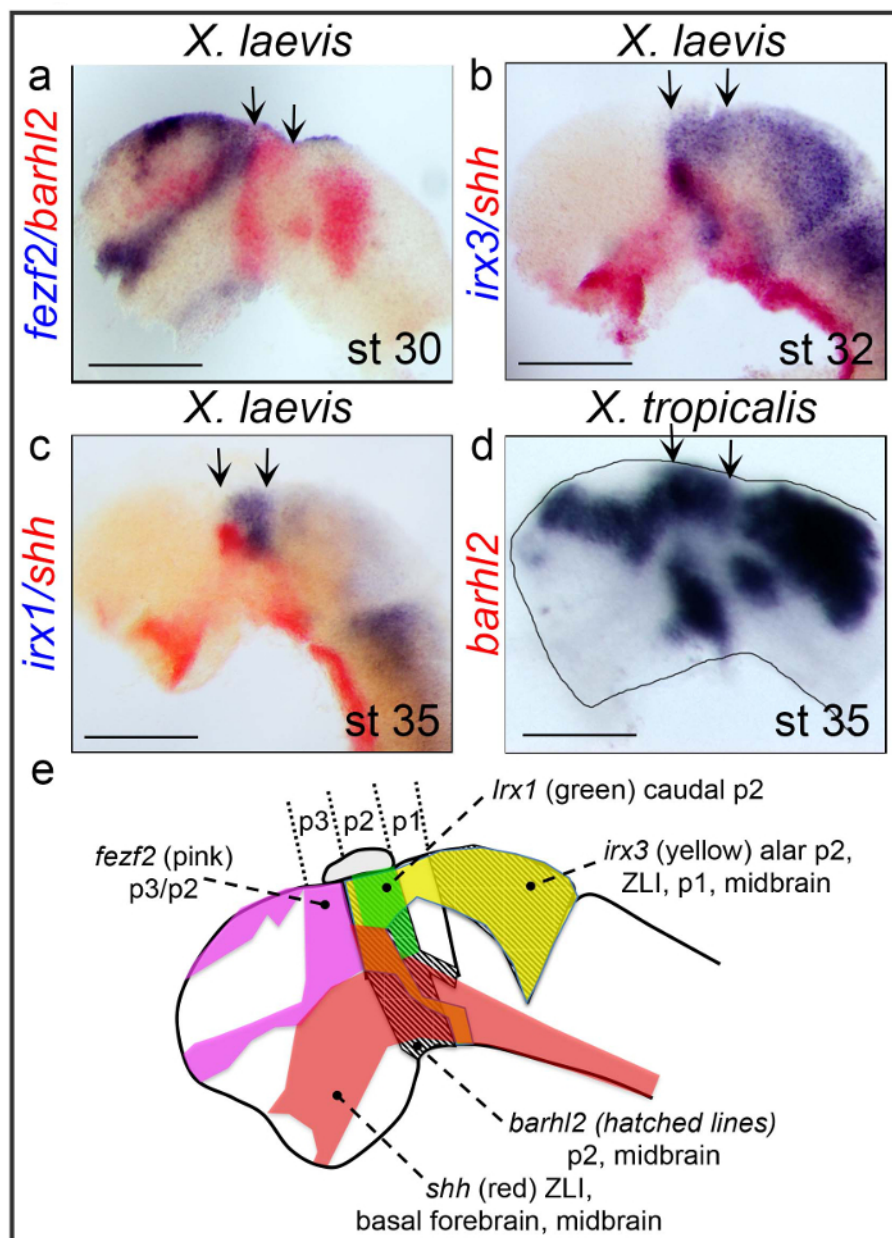 X. laevis
a
fezf2/barhl2
st 30
X. laevis
b
irx3/shh
st 32
X. laevis
c
irx1/shh
st 35
X. tropicalis
d
barhl2
st 35
e
p3
p2
p1
Irx1 (green) caudal p2
fezf2 (pink)
p3/p2
irx3 (yellow) alar p2,
ZLI, p1, midbrain
barhl2 (hatched lines)
p2, midbrain
shh (red) ZLI,
basal forebrain, midbrain